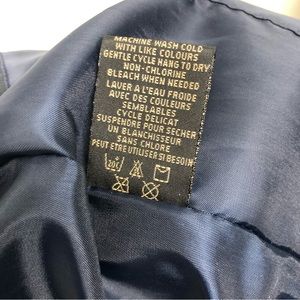 MACHINE WASH COLD
WITH LIKE COLOURS
GENTLE CYCLE HANG TO DRY
NON-CHLORINE
BLEACH WHEN NEEDED
LAVER A L'EAU FROIDE
AVEC DES COULEURS
SEMBLABLES
CYCLE DELICAT
SUSPENDRE POUR SECHER
UN BLANCHISSEUR
SANS CHLORE
PEUT ETRE UTILISER SI BESOIN